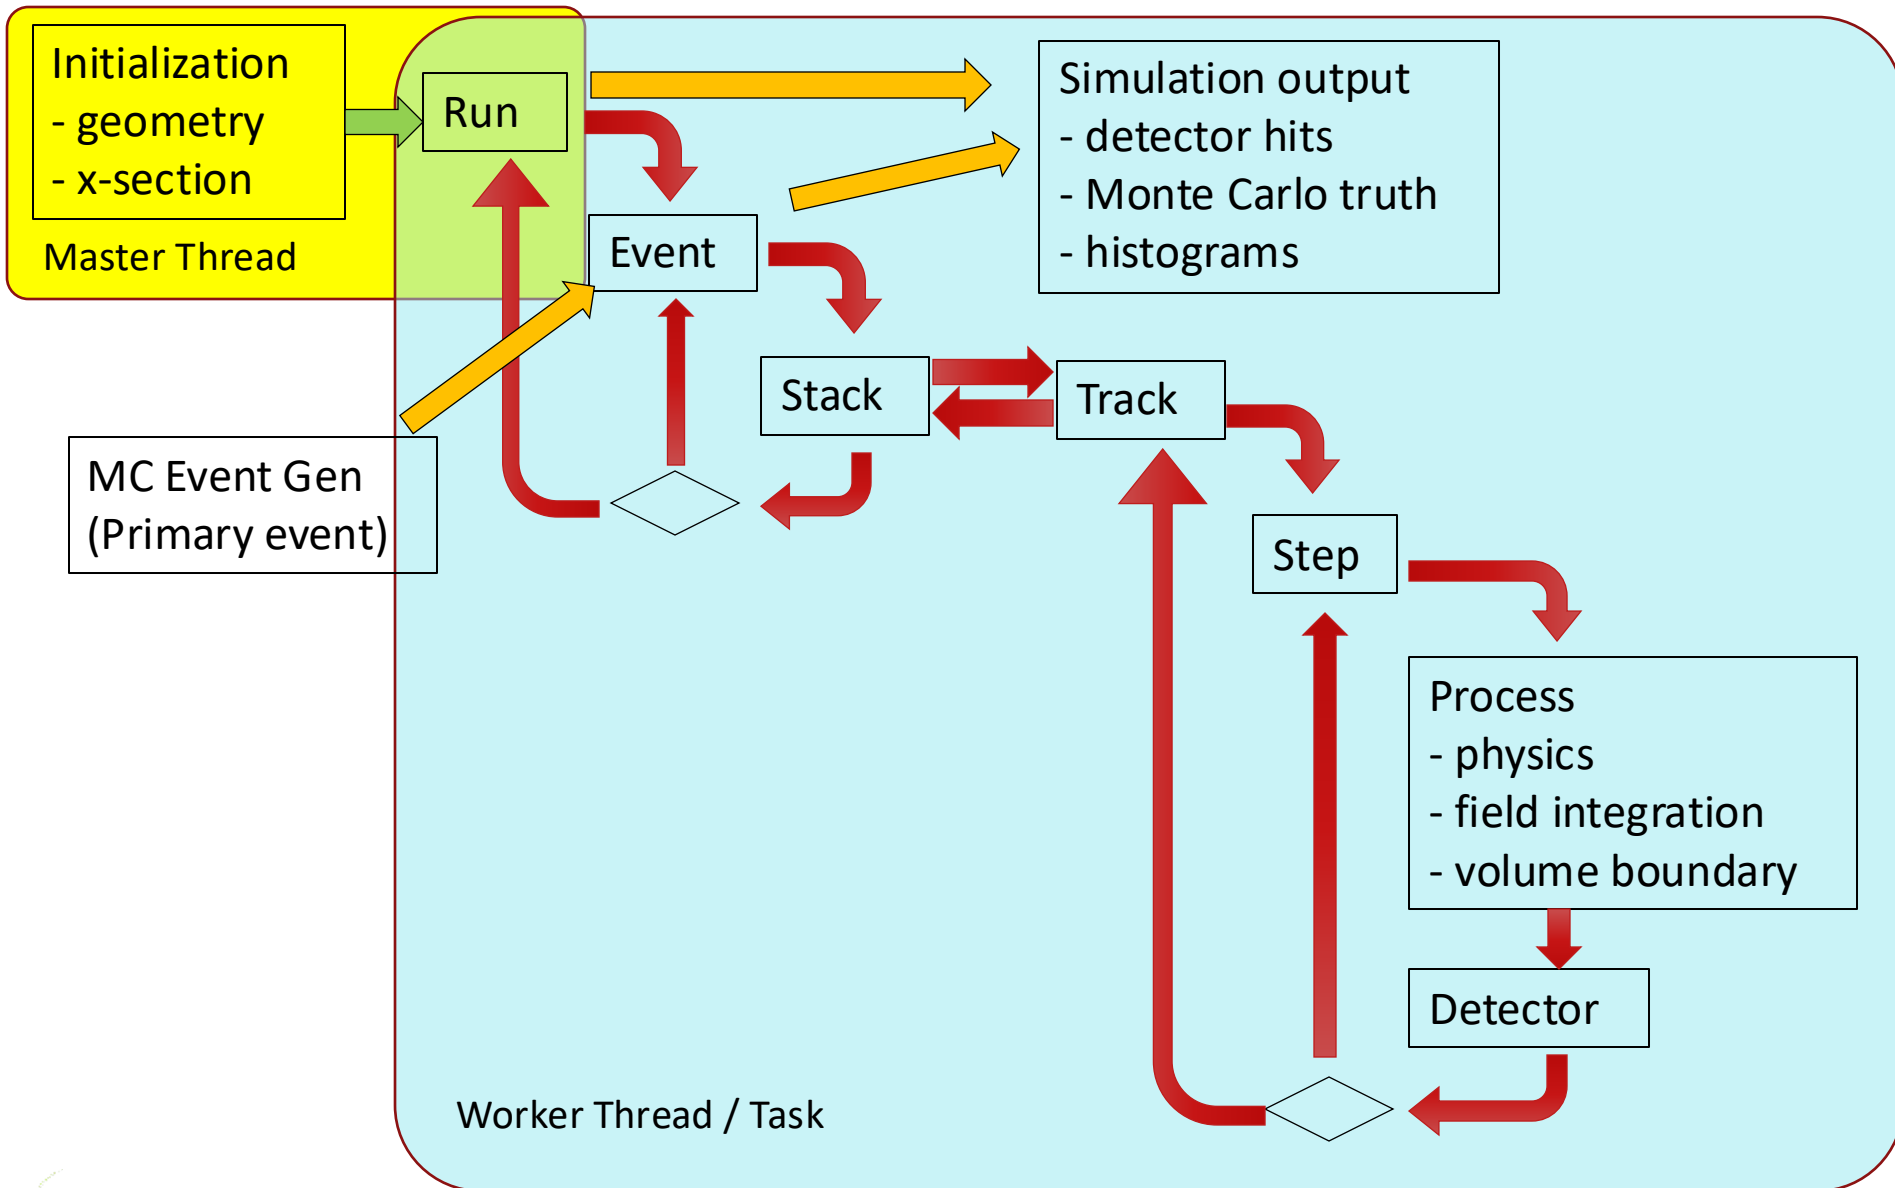 Initialization
- geometry
- x-section
Master Thread
Run
Simulation output
- detector hits
- Monte Carlo truth
- histograms
Event
Stack
Track
MC Event Gen
(Primary event)
Step
Process
- physics
- field integration
- volume boundary
Detector
Worker Thread / Task